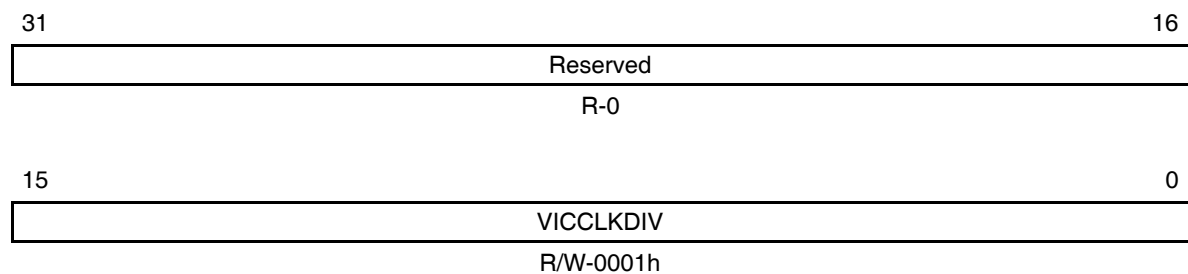 31 16
Reserved
R-0
15 0
VICCLKDIV
R/W-0001h